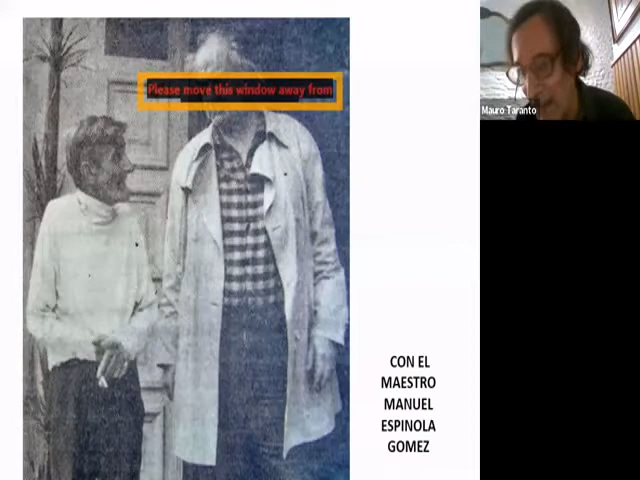 Please move this window away from
Mauro Taranto
CON EL
MAESTRO
MANUEL
ESPINOLA
GOMEZ